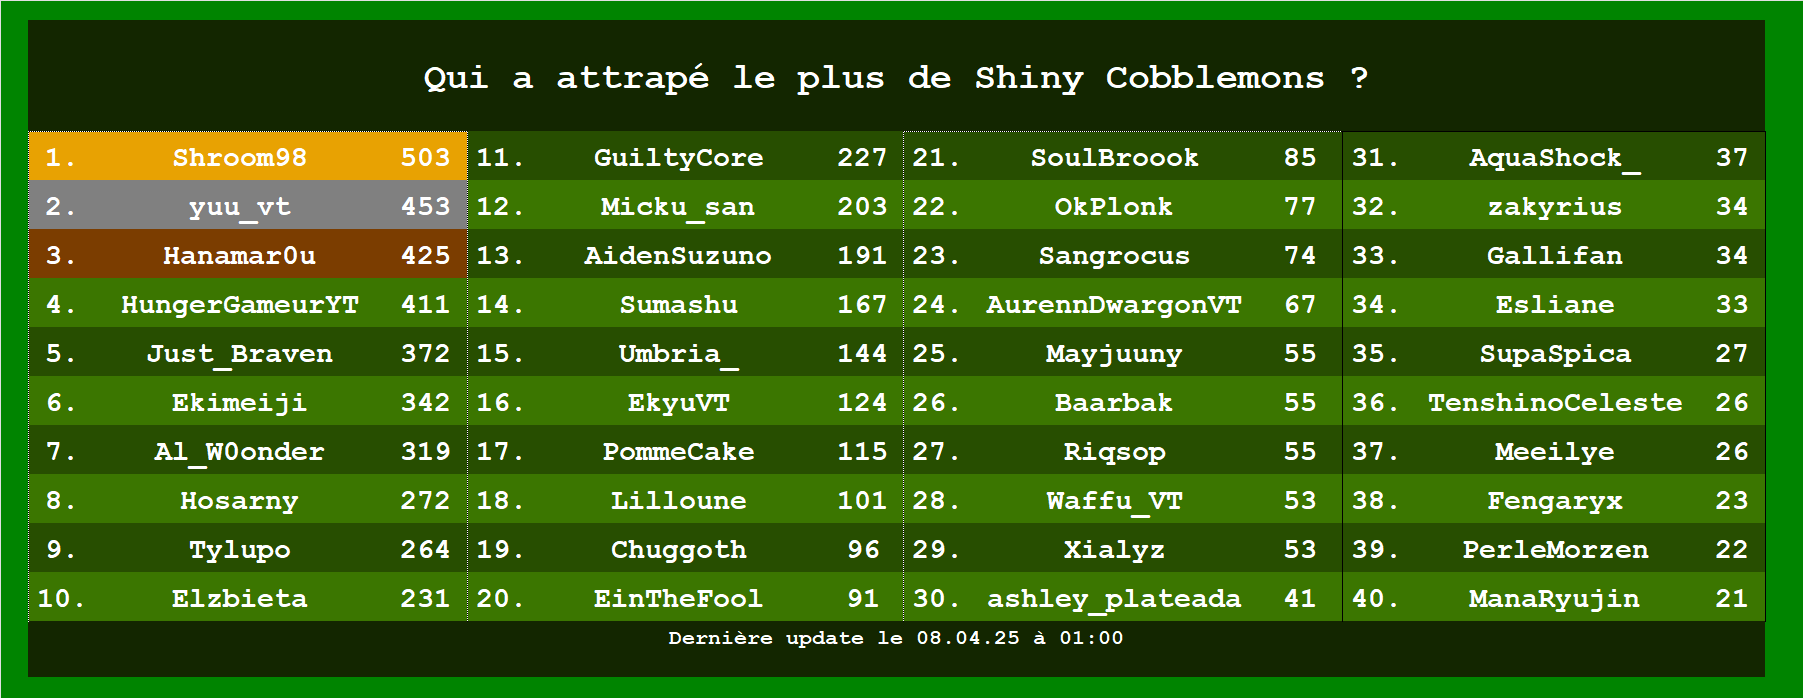 Qui a attrapé le plus de Shiny Cobblemons ?
1. Shroom98 503
2. yuu_vt 453
3. Hanamar0u 425
4. HungerGameurYT 411
5. Just_Braven 372
6. Ekimeiji 342
7. Al_W0onder 319
8. Hosarny 272
9. Tylupo 264
10. Elzbieta 231
11. GuiltyCore 227
12. Micku_san 203
13. AidenSuzuno 191
14. Sumashu 167
15. Umbria_ 144
16. EkyuVT 124
17. PommeCake 115
18. Lilloune 101
19. Chuggoth 96
20. EinTheFool 91
21. SoulBroook 85
22. OkPlonk 77
23. Sangrocus 74
24. AurennDwargonVT 67
25. Mayjuuny 55
26. Baarbak 55
27. Riqsop 55
28. Waffu_VT 53
29. Xialyz 53
30. ashley_plateada 41
31. AquaShock_ 37
32. zakyrius 34
33. Gallifan 34
34. Esliane 33
35. SupaSpica 27
36. TenshinoCeleste 26
37. Meeilye 26
38. Fengaryx 23
39. PerleMorzen 22
40. ManaRyujin 21
Dernière update le 08.04.25 à 01:00